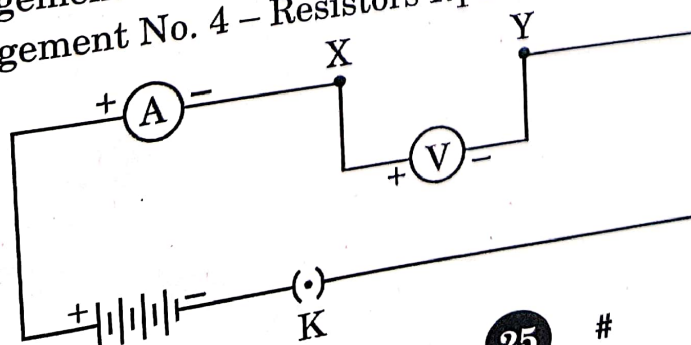 gement No. 4 – Resistors
X
Y
+ A –
+ V –
+ –
K
25 #